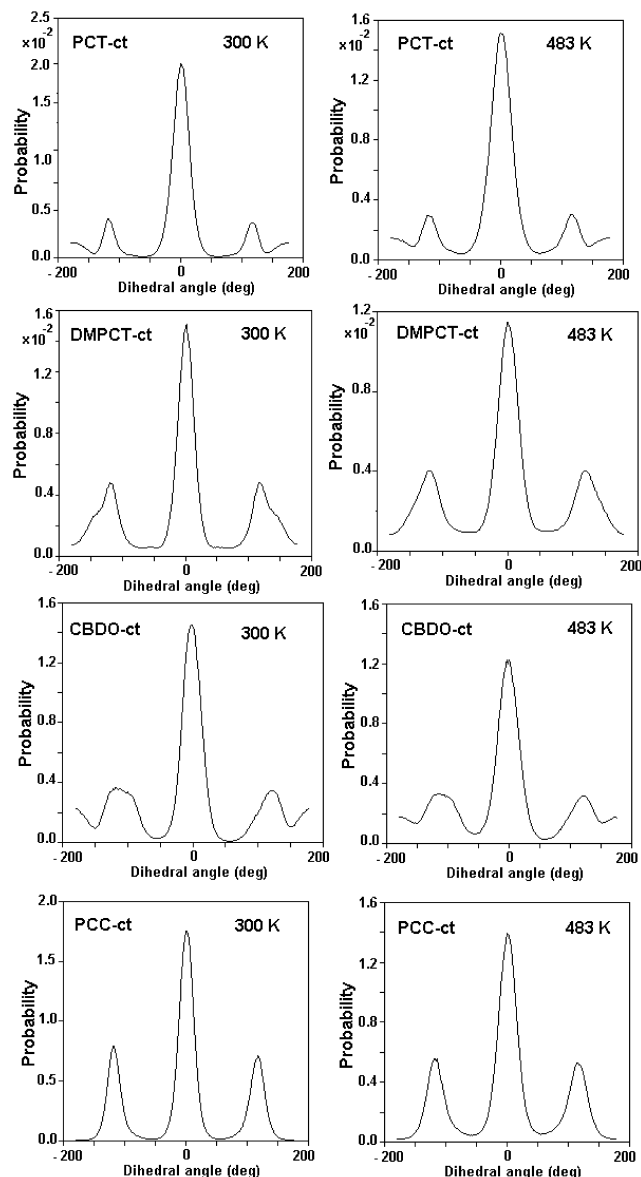 PCT-ct 300 K
×10⁻²
2.5
2.0
1.5
1.0
0.5
0.0
Probability
-200 0 200
Dihedral angle (deg)
PCT-ct 483 K
×10⁻²
1.6
1.2
0.8
0.4
0.0
Probability
-200 0 200
Dihedral angle (deg)
DMPCT-ct 300 K
×10⁻²
1.6
1.2
0.8
0.4
0.0
Probability
-200 0 200
Dihedral angle (deg)
DMPCT-ct 483 K
×10⁻²
1.2
0.8
0.4
0.0
Probability
-200 0 200
Dihedral angle (deg)
CBDO-ct 300 K
1.6
1.2
0.8
0.4
0.0
Probability
-200 0 200
Dihedral angle (deg)
CBDO-ct 483 K
1.6
1.2
0.8
0.4
0.0
Probability
-200 0 200
Dihedral angle (deg)
PCC-ct 300 K
2.0
1.5
1.0
0.5
0.0
Probability
-200 0 200
Dihedral angle (deg)
PCC-ct 483 K
1.6
1.2
0.8
0.4
0.0
Probability
-200 0 200
Dihedral angle (deg)